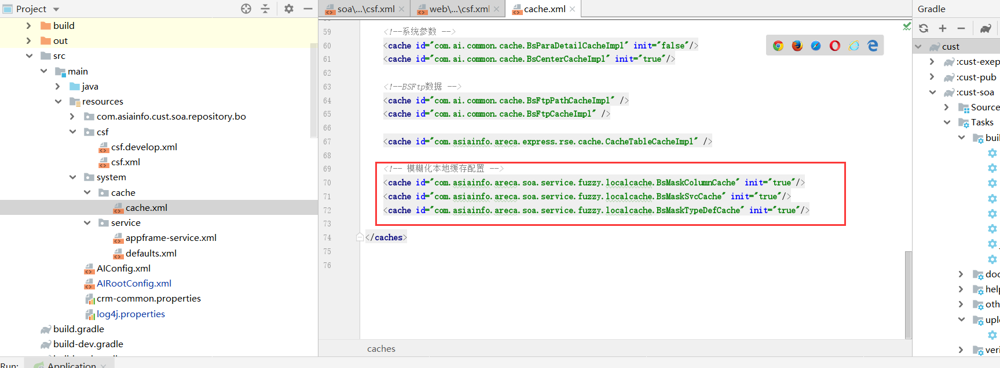 Project
build
out
src
main
java
resources
com.asiainfo.cust.soa.repository.bo
csf
csf.develop.xml
csf.xml
system
cache
cache.xml
service
appframe-service.xml
defaults.xml
AIConfig.xml
AIRootConfig.xml
crm-common.properties
log4j.properties
build.gradle
build-dev.gradle
Run:
Application
soa\...\csf.xml
web\...\csf.xml
cache.xml
59 <!--系统参数 -->
60 <cache id="com.ai.common.cache.BsParaDetailCacheImpl" init="false"/>
61 <cache id="com.ai.common.cache.BsCenterCacheImpl" init="true"/>
62
63 <!--BSFtp数据 -->
64 <cache id="com.ai.common.cache.BsFtpPathCacheImpl" />
65 <cache id="com.ai.common.cache.BsFtpCacheImpl" />
66
67 <cache id="com.asiainfo.areca.express.rse.cache.CacheTableCacheImpl" />
68
69 <!-- 模糊化本地缓存配置 -->
70 <cache id="com.asiainfo.areca.soa.service.fuzzy.localcache.BsMaskColumnCache" init="true"/>
71 <cache id="com.asiainfo.areca.soa.service.fuzzy.localcache.BsMaskSvcCache" init="true"/>
72 <cache id="com.asiainfo.areca.soa.service.fuzzy.localcache.BsMaskTypeDefCache" init="true"/>
73
74 </caches>
75
76
caches
Gradle
cust
:cust-exep
:cust-pub
:cust-soa
Source
Tasks
buil
doc
help
oth
uplo
veri